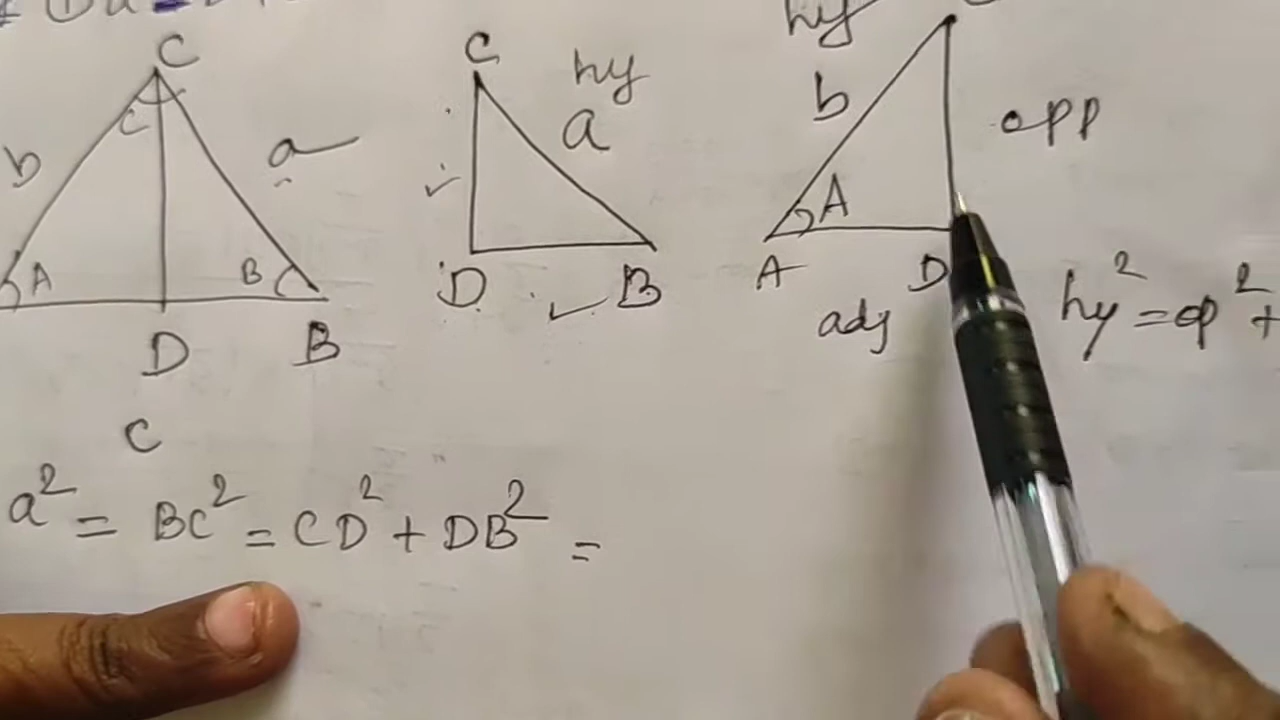 hy
C C
hy
b a a b opp
C
A B A
D B A D
adj
D B
hy² = op² +
C
a² = BC² = CD² + DB² =